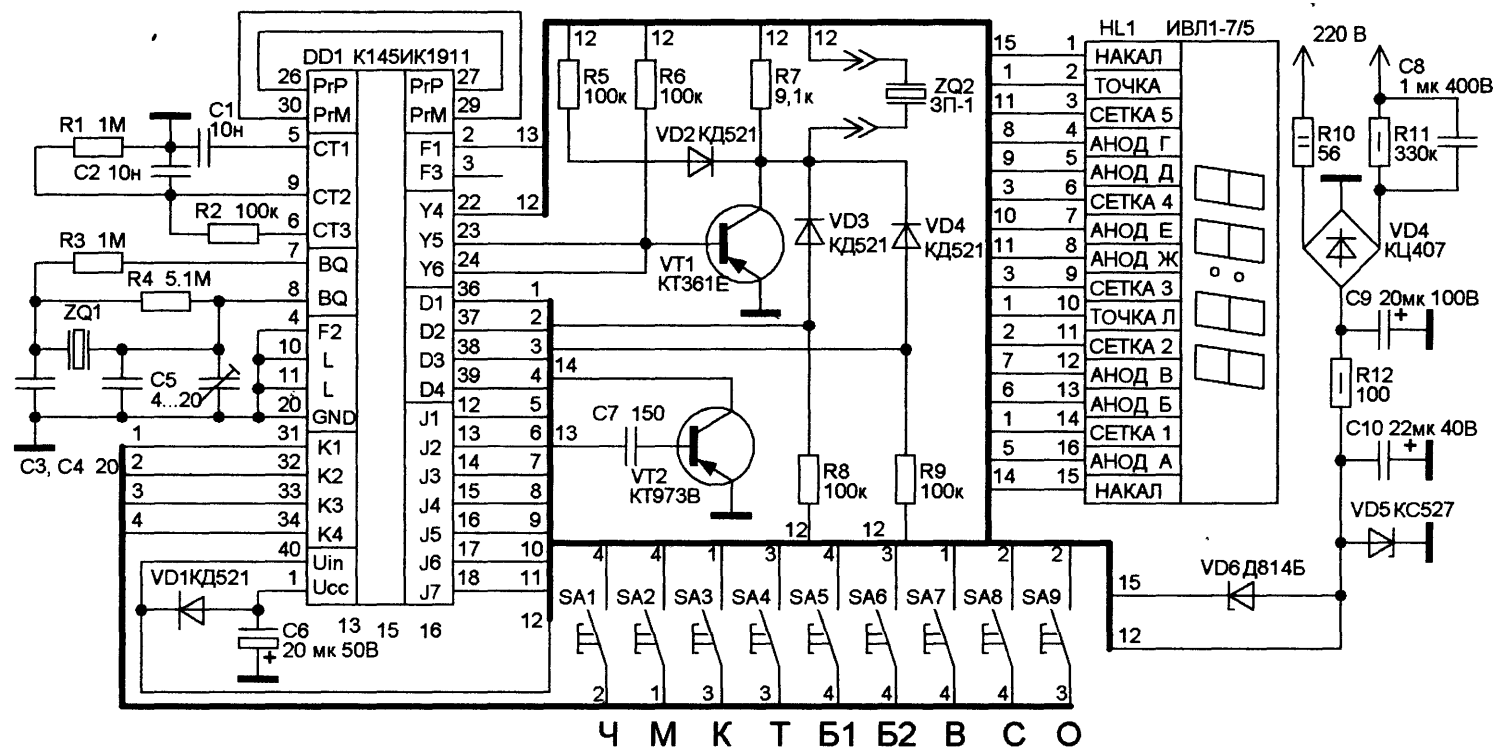 DD1 К145ИК1911
26 PrP PrP 27
30 PrM PrM 29
5 СТ1 F1 2 13
F3 3
9 СТ2 Y4 22 12
6 СТ3 Y5 23
Y6 24
7 BQ
8 BQ D1 36 1
4 F2 D2 37 2
10 L D3 38 3
11 L D4 39 4
20 GND J1 12 5
1 31 K1 J2 13 6
2 32 K2 J3 14 7
3 33 K3 J4 15 8
4 34 K4 J5 16 9
40 Uin J6 17 10
1 Ucc J7 18 11
12
13 15 16
R1 1М
C1
10н
C2 10н
R2 100к
R3 1М
R4 5.1М
ZQ1
C5
4...20
C3, C4 20
VD1КД521
C6
20 мк 50В
+
12 12 12 12
R5
100к
R6
100к
R7
9,1к
ZQ2
ЗП-1
VD2 КД521
VT1
КТ361Е
VD3
КД521
VD4
КД521
14
13
C7 150
VT2
КТ973В
R8
100к
R9
100к
12 12
HL1 ИВЛ1-7/5
15 1 НАКАЛ
1 2 ТОЧКА
11 3 СЕТКА 5
8 4 АНОД Г
9 5 АНОД Д
3 6 СЕТКА 4
10 7 АНОД Е
11 8 АНОД Ж
3 9 СЕТКА 3
1 10 ТОЧКА Л
2 11 СЕТКА 2
7 12 АНОД В
6 13 АНОД Б
1 14 СЕТКА 1
5 16 АНОД А
14 15 НАКАЛ
220 В
C8
1 мк 400В
R10
56
R11
330к
VD4
КЦ407
C9 20мк 100В
+
R12
100
C10 22мк 40В
+
VD5 КС527
15 VD6 Д814Б
12
4 4 1 3 4 3 1 2 2
SA1 SA2 SA3 SA4 SA5 SA6 SA7 SA8 SA9
2 1 3 3 4 4 4 4 3
Ч М К Т Б1 Б2 В С О